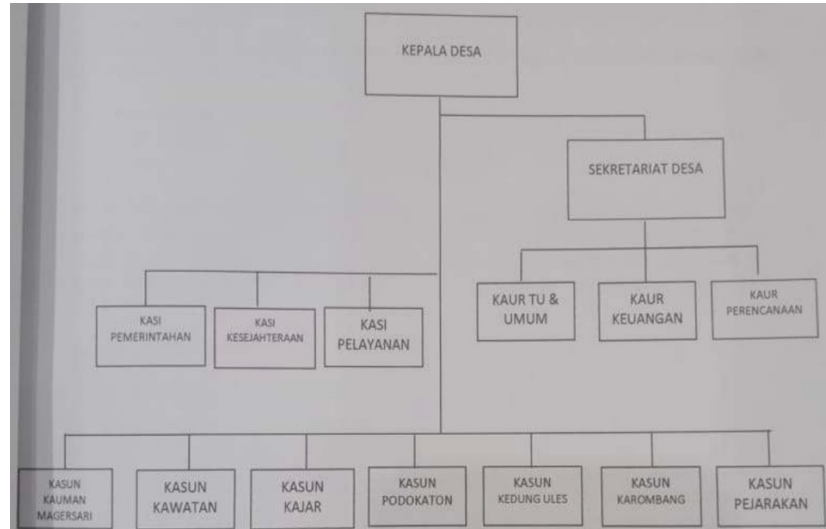 KEPALA DESA
SEKRETARIAT DESA
KAUR TU &
UMUM
KAUR
KEUANGAN
KAUR
PERENCANAAN
KASI
PEMERINTAHAN
KASI
KESEJAHTERAAN
KASI
PELAYANAN
KASUN
KAUMAN
MAGERSARI
KASUN
KAWATAN
KASUN
KAJAR
KASUN
PODOKATON
KASUN
KEDUNG ULES
KASUN
KAROMBANG
KASUN
PEJARAKAN